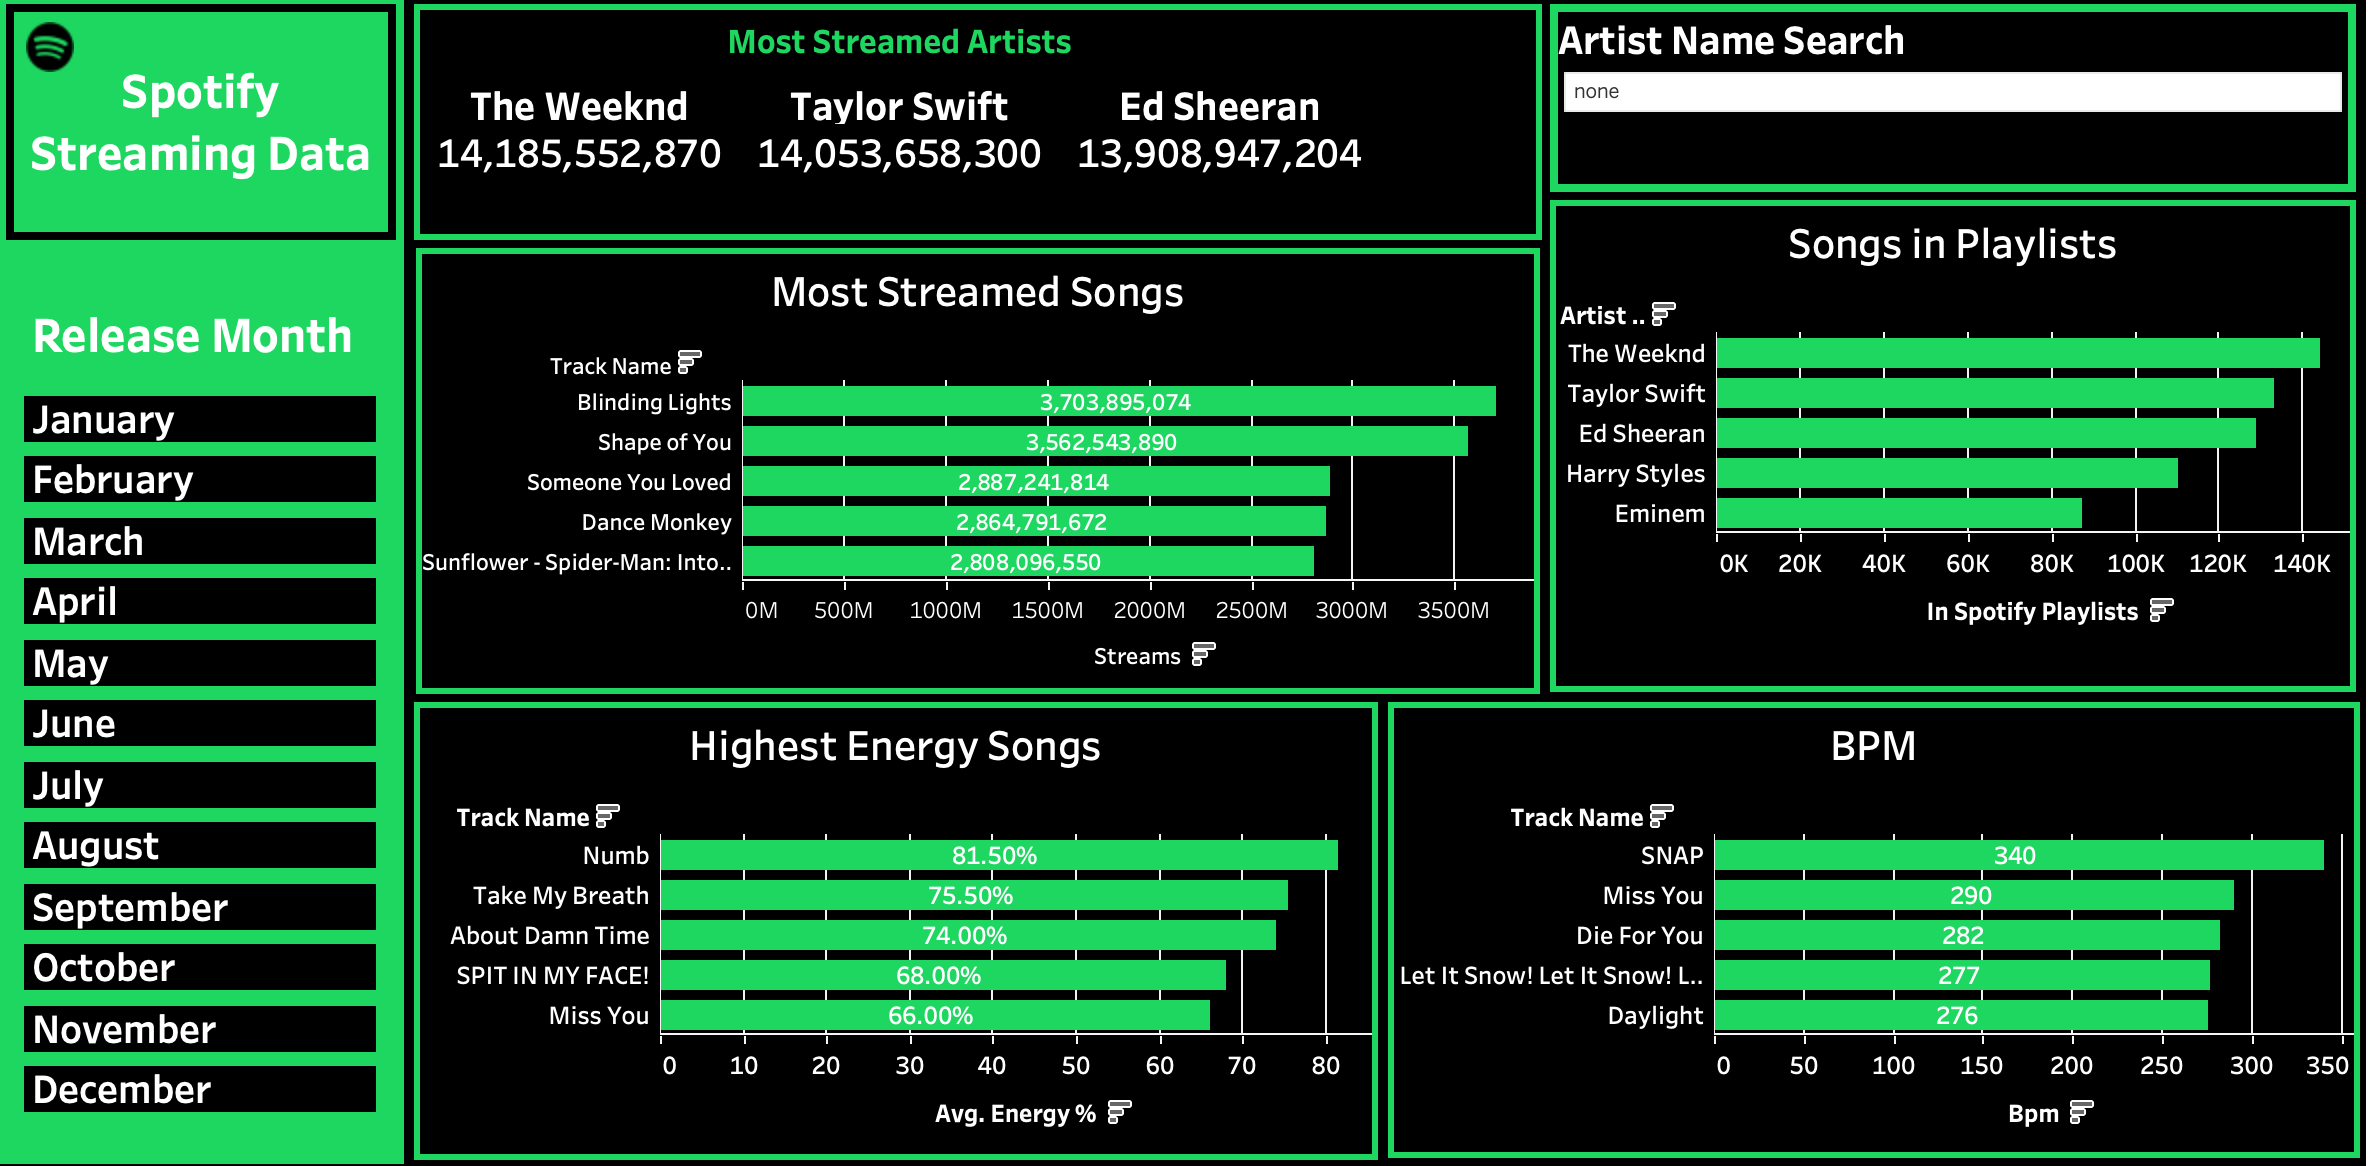 Spotify
Streaming Data
Release Month
January
February
March
April
May
June
July
August
September
October
November
December
Most Streamed Artists
The Weeknd Taylor Swift Ed Sheeran
14,185,552,870 14,053,658,300 13,908,947,204
Artist Name Search
none
Most Streamed Songs
Track Name
Blinding Lights 3,703,895,074
Shape of You 3,562,543,890
Someone You Loved 2,887,241,814
Dance Monkey 2,864,791,672
Sunflower - Spider-Man: Into.. 2,808,096,550
0M 500M 1000M 1500M 2000M 2500M 3000M 3500M
Streams
Songs in Playlists
Artist ..
The Weeknd
Taylor Swift
Ed Sheeran
Harry Styles
Eminem
0K 20K 40K 60K 80K 100K 120K 140K
In Spotify Playlists
Highest Energy Songs
Track Name
Numb 81.50%
Take My Breath 75.50%
About Damn Time 74.00%
SPIT IN MY FACE! 68.00%
Miss You 66.00%
0 10 20 30 40 50 60 70 80
Avg. Energy %
BPM
Track Name
SNAP 340
Miss You 290
Die For You 282
Let It Snow! Let It Snow! L.. 277
Daylight 276
0 50 100 150 200 250 300 350
Bpm